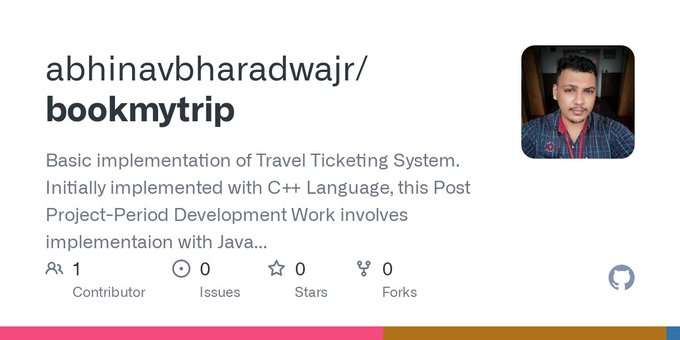 abhinavbharadwajr/
bookmytrip
Basic implementation of Travel Ticketing System.
Initially implemented with C++ Language, this Post
Project-Period Development Work involves
implementaion with Java...
1 0 0 0
Contributor Issues Stars Forks